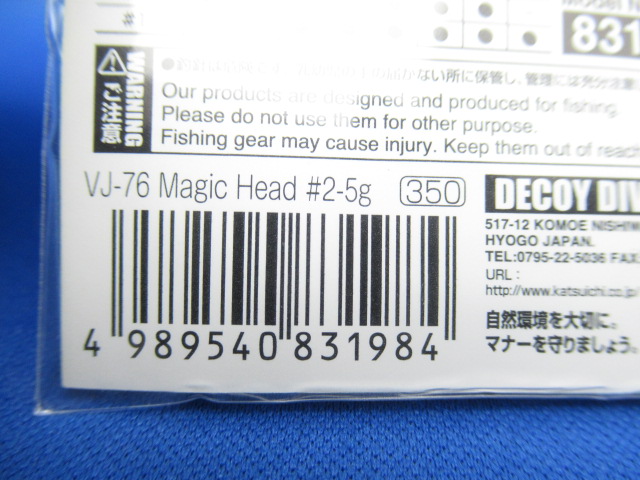 831
WARNING
ご注意
Our products are designed and produced for fishing.
Please do not use them for other purpose.
Fishing gear may cause injury. Keep them out of reach
VJ-76 Magic Head #2-5g 350
DECOY DIV
517-12 KOMOE NISHIW
HYOGO JAPAN.
TEL:0795-22-5036 FAX:
URL :
http://www.katsuichi.co.jp/
自然環境を大切に。
マナーを守りましょう。
4 989540 831984